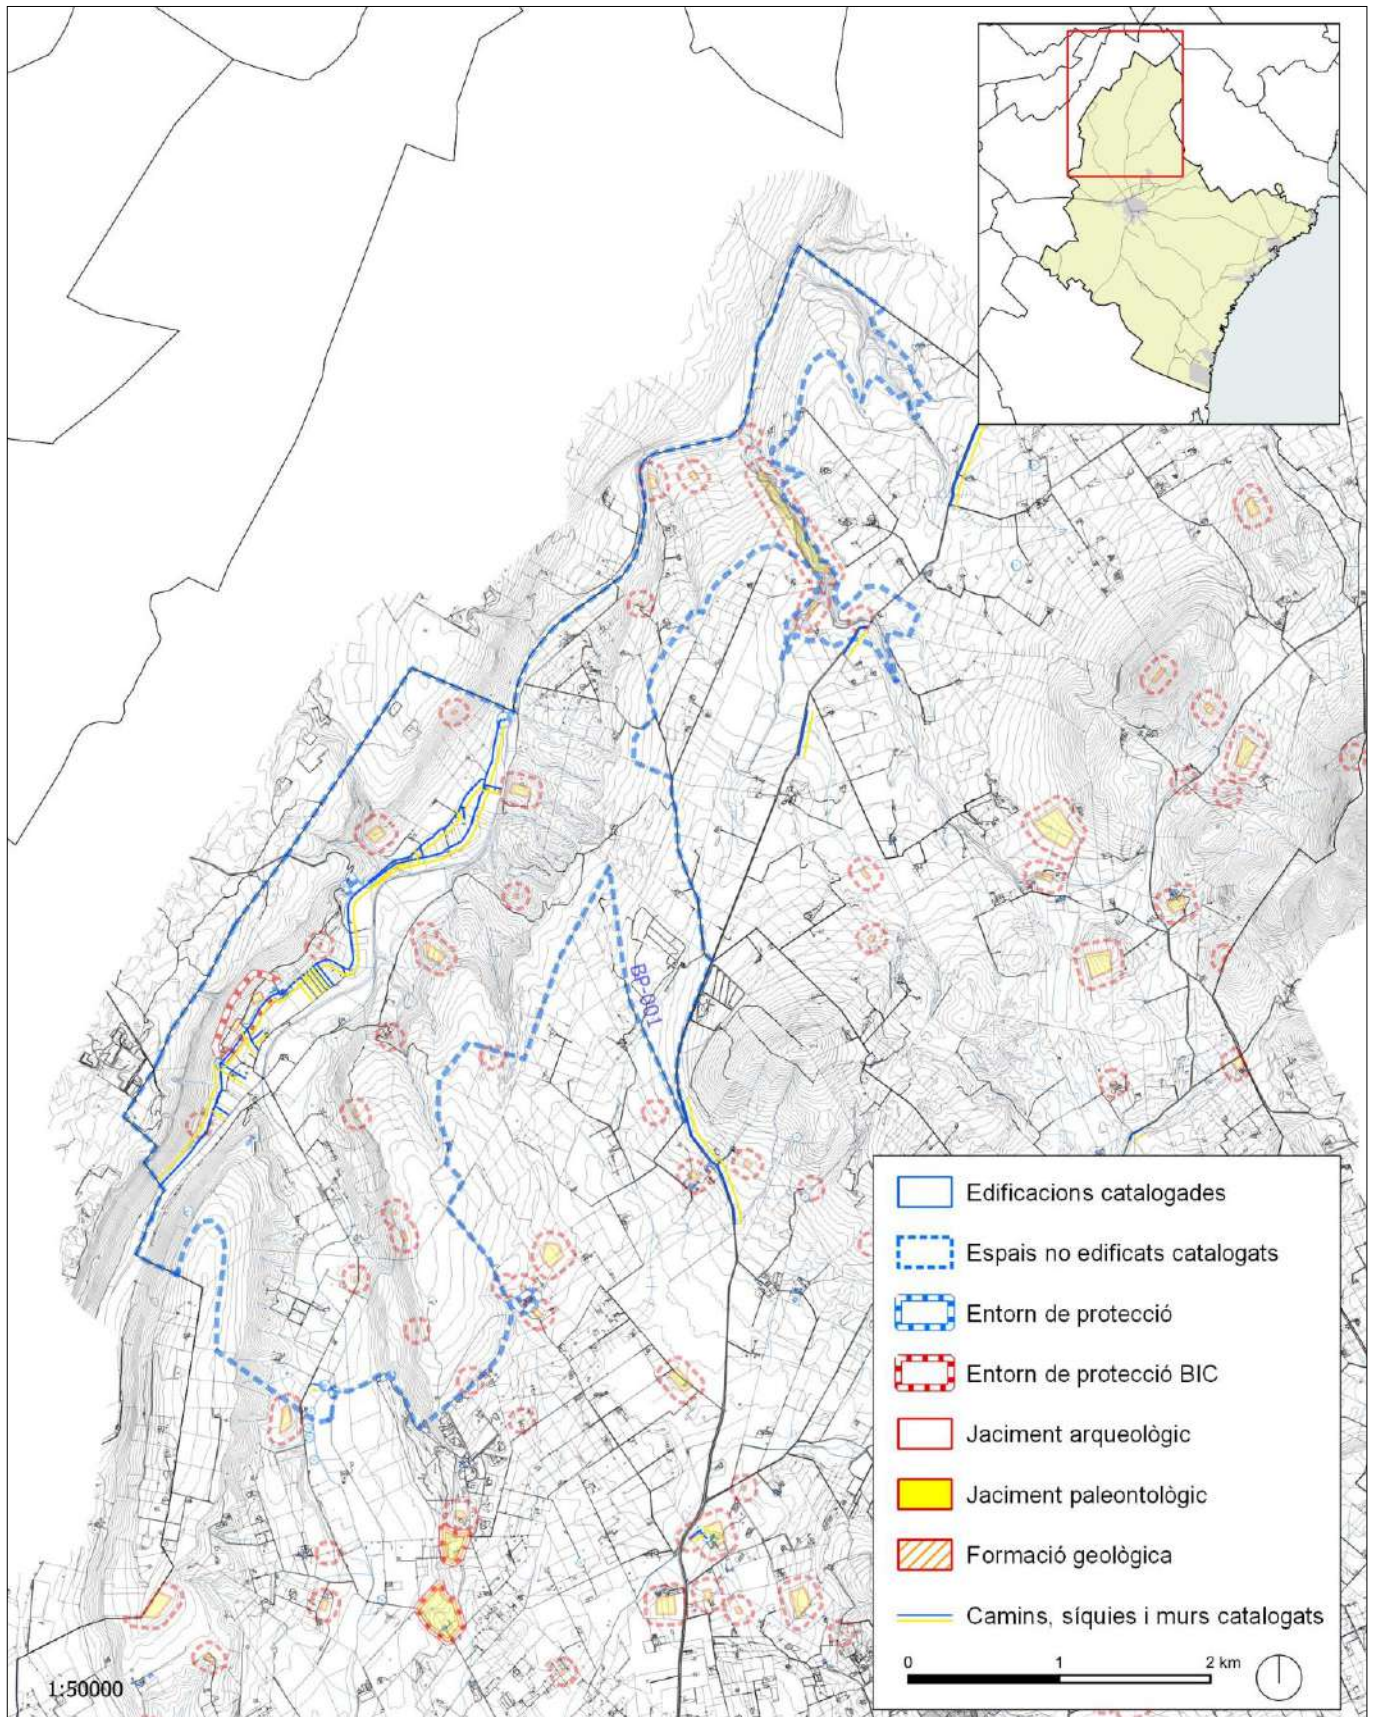 BP-001
Edificacions catalogades
Espais no edificats catalogats
Entorn de protecció
Entorn de protecció BIC
Jaciment arqueològic
Jaciment paleontològic
Formació geològica
Camins, síquies i murs catalogats
0 1 2 km
1:50000